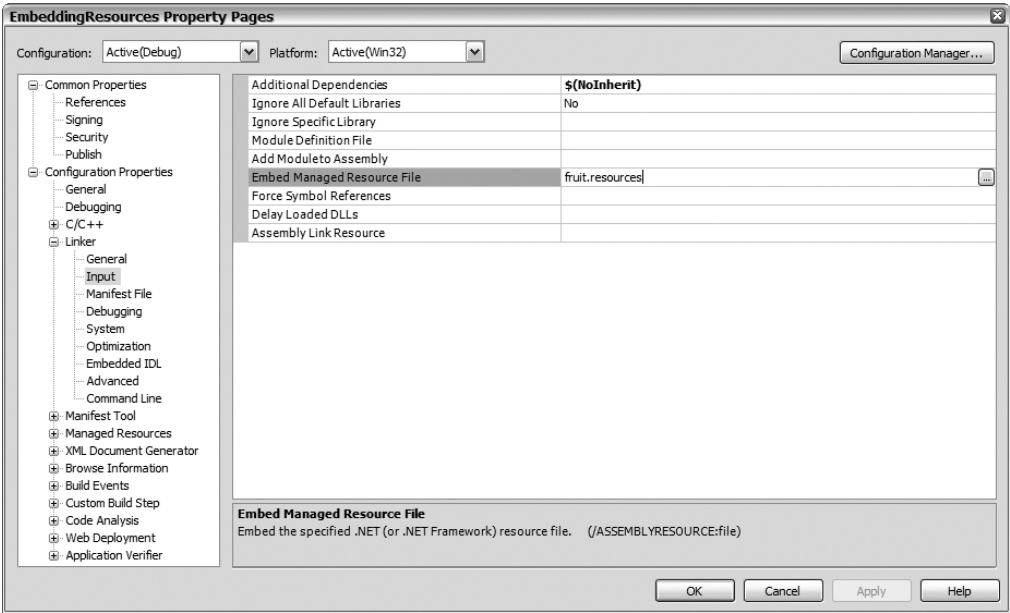 EmbeddingResources Property Pages
Configuration: Active(Debug) Platform: Active(Win32) Configuration Manager...
Common Properties
References
Signing
Security
Publish
Configuration Properties
General
Debugging
C/C++
Linker
General
Input
Manifest File
Debugging
System
Optimization
Embedded IDL
Advanced
Command Line
Manifest Tool
Managed Resources
XML Document Generator
Browse Information
Build Events
Custom Build Step
Code Analysis
Web Deployment
Application Verifier
Additional Dependencies $(NoInherit)
Ignore All Default Libraries No
Ignore Specific Library
Module Definition File
Add Moduleto Assembly
Embed Managed Resource File fruit.resources ...
Force Symbol References
Delay Loaded DLLs
Assembly Link Resource
Embed Managed Resource File
Embed the specified .NET (or .NET Framework) resource file. (/ASSEMBLYRESOURCE:file)
OK Cancel Apply Help